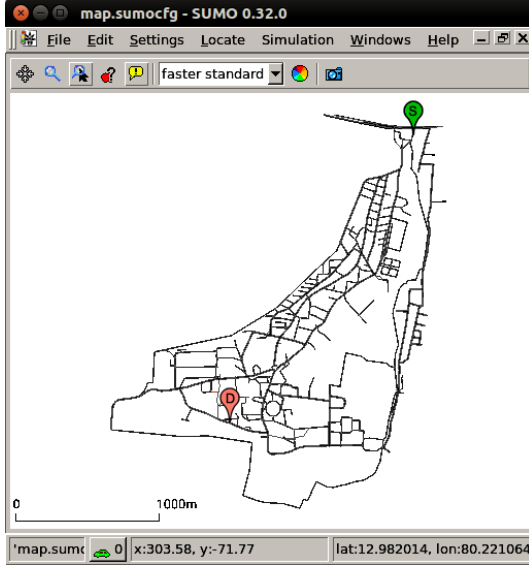 map.sumocfg - SUMO 0.32.0
File Edit Settings Locate Simulation Windows Help
faster standard
S
D
0 1000m
'map.sumc 0 x:303.58, y:-71.77 lat:12.982014, lon:80.221064